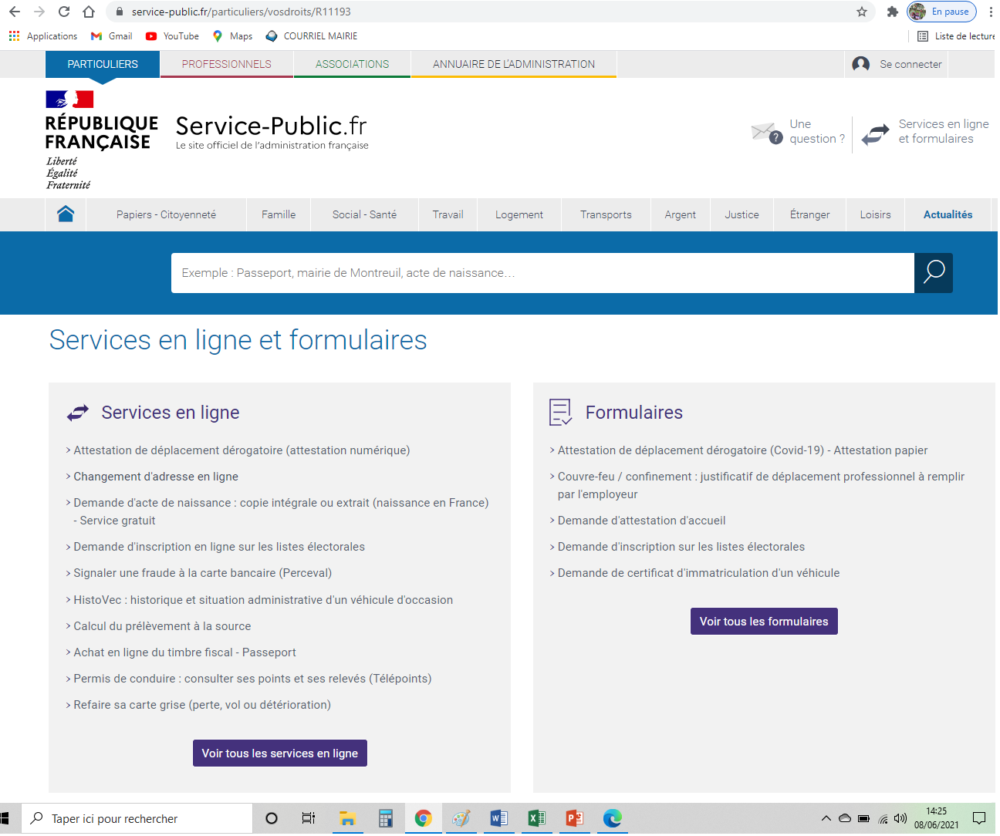 service-public.fr/particuliers/vosdroits/R11193
En pause
Applications
Gmail
YouTube
Maps
COURRIEL MAIRIE
Liste de lecture
PARTICULIERS
PROFESSIONNELS
ASSOCIATIONS
ANNUAIRE DE L'ADMINISTRATION
Se connecter
RÉPUBLIQUE
FRANÇAISE
Liberté
Égalité
Fraternité
Service-Public.fr
Le site officiel de l'administration française
?
Une
question ?
Services en ligne
et formulaires
Papiers - Citoyenneté
Famille
Social - Santé
Travail
Logement
Transports
Argent
Justice
Étranger
Loisirs
Actualités
Exemple : Passeport, mairie de Montreuil, acte de naissance...
Services en ligne et formulaires
Services en ligne
> Attestation de déplacement dérogatoire (attestation numérique)
> Changement d'adresse en ligne
> Demande d'acte de naissance : copie intégrale ou extrait (naissance en France)
- Service gratuit
> Demande d'inscription en ligne sur les listes électorales
> Signaler une fraude à la carte bancaire (Perceval)
> HistoVec : historique et situation administrative d'un véhicule d'occasion
> Calcul du prélèvement à la source
> Achat en ligne du timbre fiscal - Passeport
> Permis de conduire : consulter ses points et ses relevés (Télépoints)
> Refaire sa carte grise (perte, vol ou détérioration)
Voir tous les services en ligne
Formulaires
> Attestation de déplacement dérogatoire (Covid-19) - Attestation papier
> Couvre-feu / confinement : justificatif de déplacement professionnel à remplir
par l'employeur
> Demande d'attestation d'accueil
> Demande d'inscription sur les listes électorales
> Demande de certificat d'immatriculation d'un véhicule
Voir tous les formulaires
Taper ici pour rechercher
W
X
P
14:25
08/06/2021